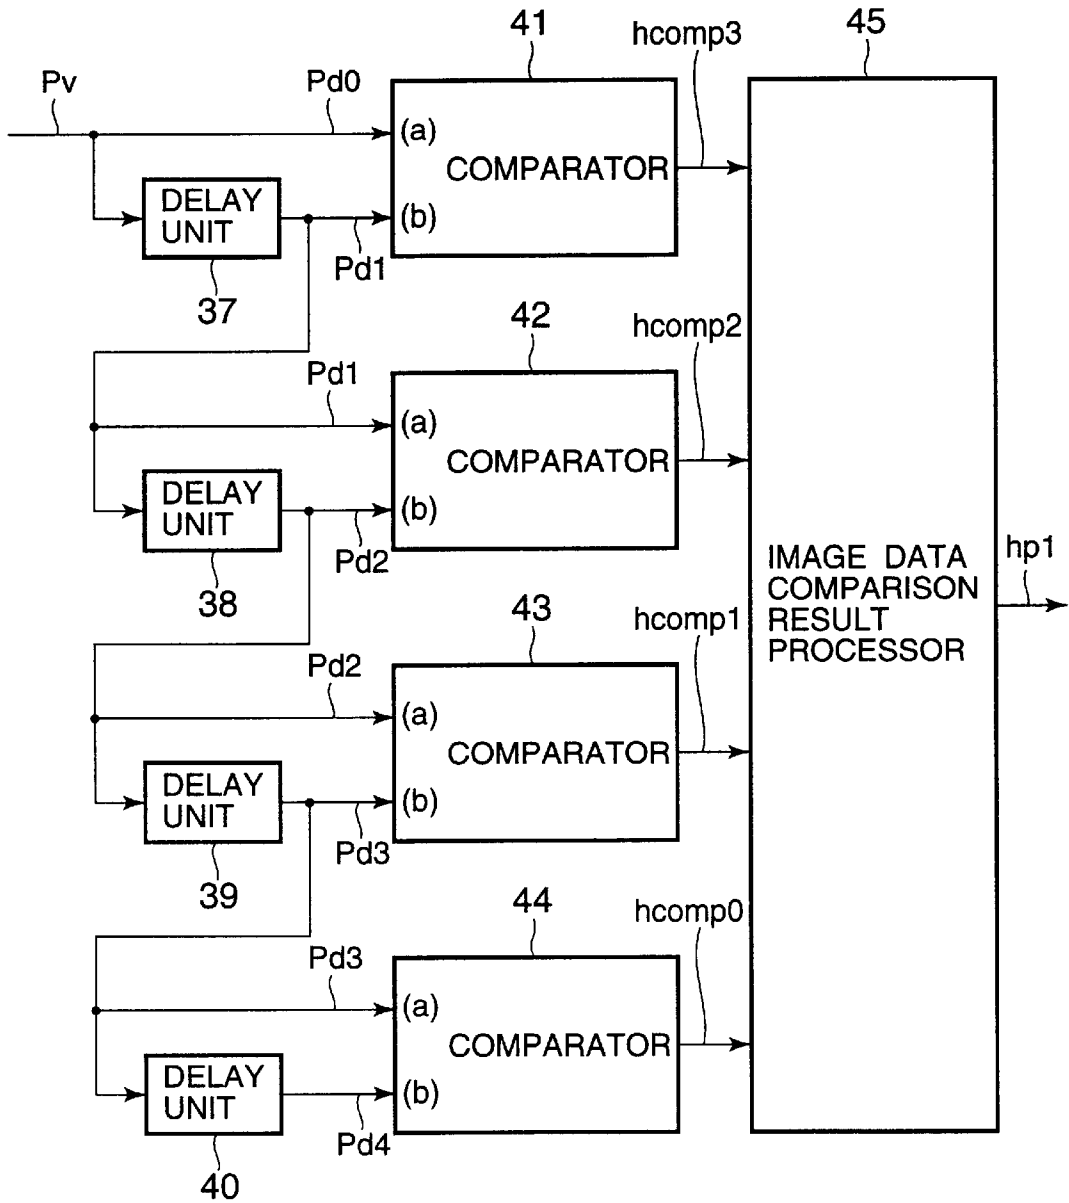 41
hcomp3
45
Pv
Pd0
(a)
COMPARATOR
DELAY
UNIT
(b)
Pd1
37
42
hcomp2
Pd1
(a)
COMPARATOR
DELAY
UNIT
(b)
Pd2
38
IMAGE DATA
COMPARISON
RESULT
PROCESSOR
hp1
43
hcomp1
Pd2
(a)
COMPARATOR
DELAY
UNIT
(b)
Pd3
39
44
hcomp0
Pd3
(a)
COMPARATOR
DELAY
UNIT
(b)
Pd4
40